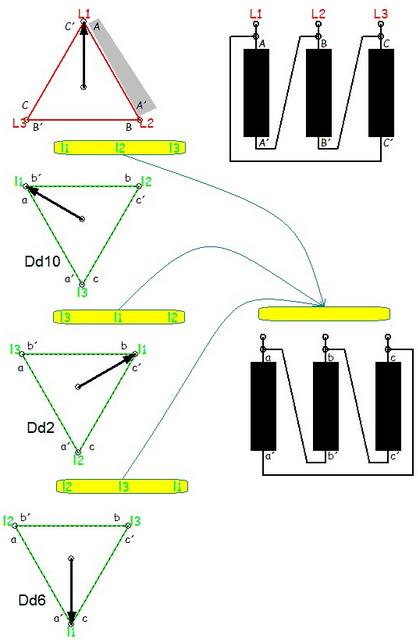 L1
C' A
C A'
L3 B' B L2
l1 l2 l3
l1 b' b l2
a c'
Dd10
a' c
l3
l3 l1 l2
l3 b' b l1
a c'
Dd2
a' c
l2
l2 l3 l1
l2 b b l3
a c'
Dd6
a' c
l1
L1 L2 L3
A B C
A' B' C'
a b c
a' b' c'